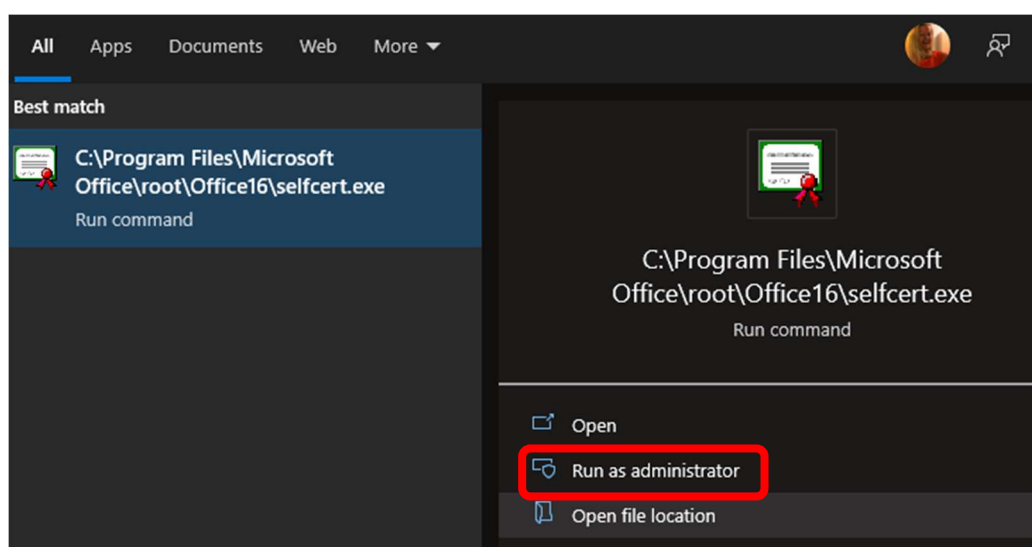 All Apps Documents Web More
Best match
C:\Program Files\Microsoft
Office\root\Office16\selfcert.exe
Run command
C:\Program Files\Microsoft
Office\root\Office16\selfcert.exe
Run command
Open
Run as administrator
Open file location